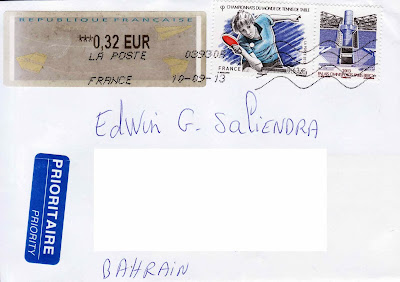 REPUBLIQUE FRANÇAISE
***0,32 EUR
LA POSTE
FRANCE 10-09-13
CHAMPIONNATS DU MONDE DE TENNIS DE TABLE
FRANCE
PARIS
Edwin G. Saliendra
PRIORITAIRE
PRIORITY
BAHRAIN